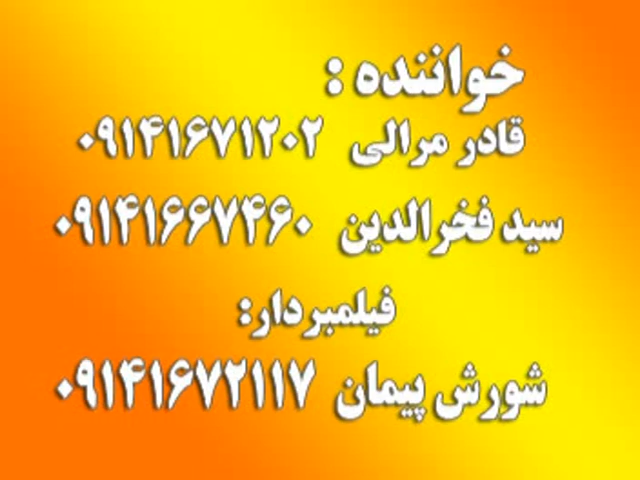 خواننده :
قادر مرالی ۰۹۱۴۱۶۷۱۲۰۲
سید فخرالدین ۰۹۱۴۱۶۶۷۴۶۰
فیلمبردار:
شورش پیمان ۰۹۱۴۱۶۷۲۱۱۷